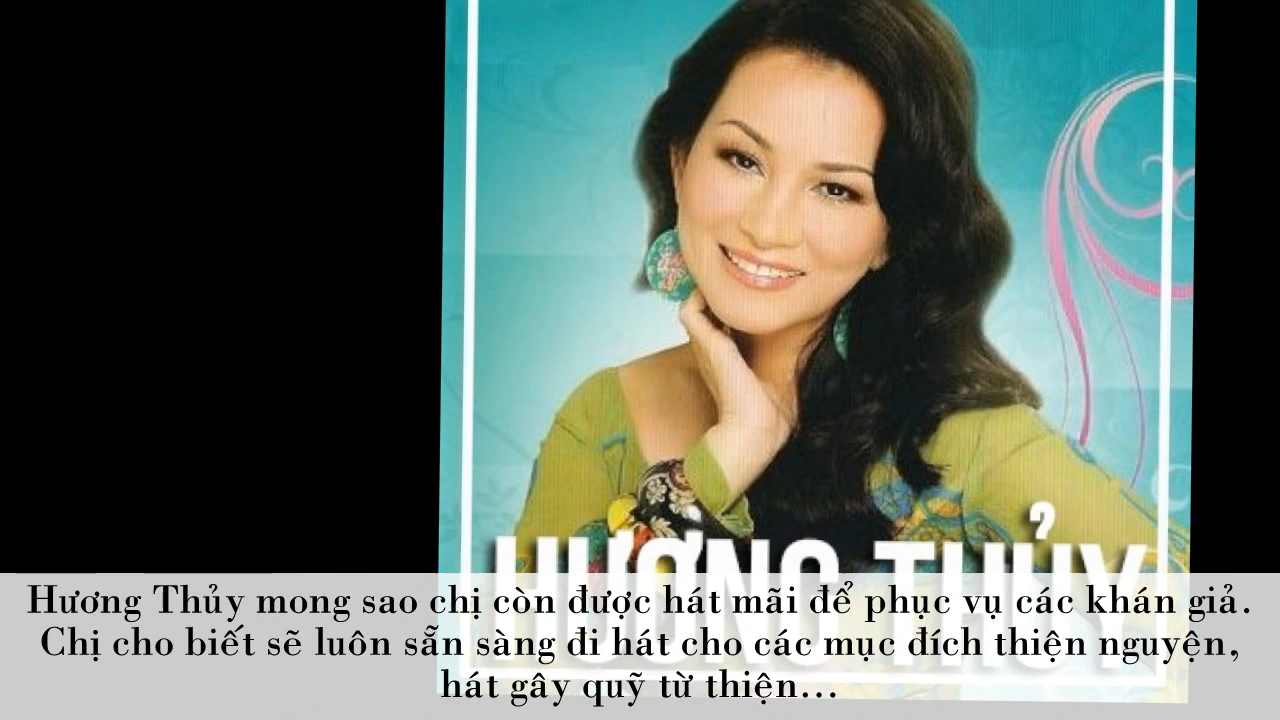 HƯƠNG THỦY
Hương Thủy mong sao chị còn được hát mãi để phục vụ các khán giả.
Chị cho biết sẽ luôn sẵn sàng đi hát cho các mục đích thiện nguyện,
hát gây quỹ từ thiện...